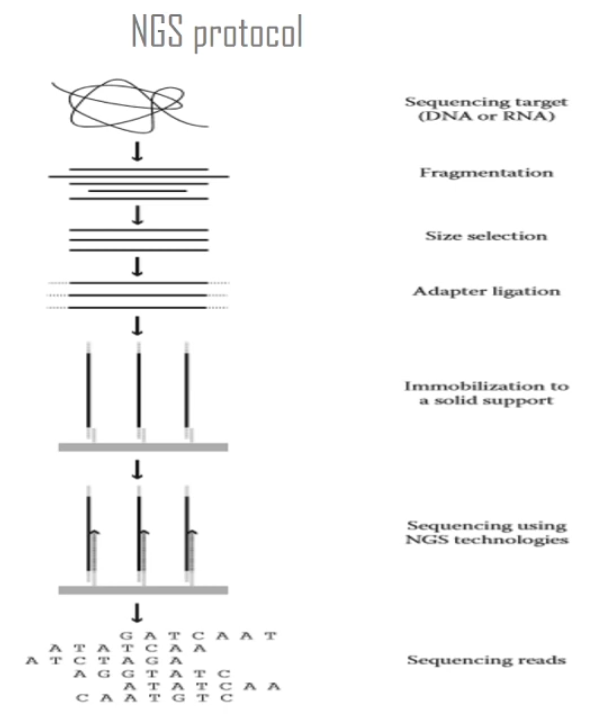 NGS protocol
Sequencing target
(DNA or RNA)
Fragmentation
Size selection
Adapter ligation
Immobilization to
a solid support
Sequencing using
NGS technologies
G A T C A A T
A T A T C A A
A T C T A G A
Sequencing reads
A G G T A T C
A T A T C A A
C A A T G T C